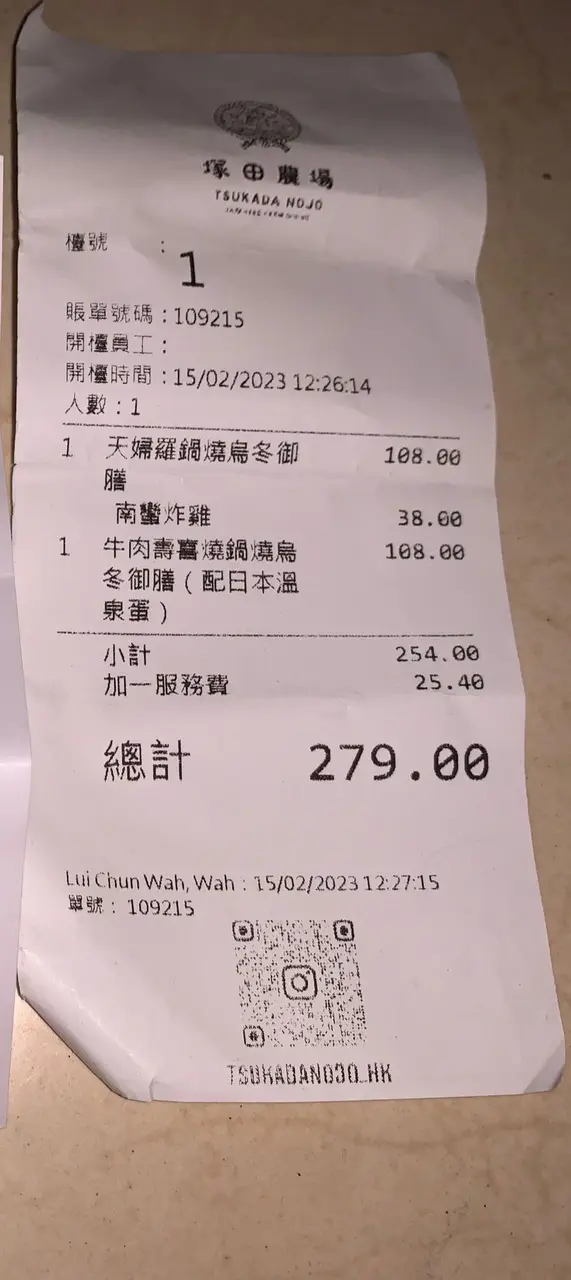 塚田農場
TSUKADA NOJO
檯號 :
1
賬單號碼 : 109215
開檯員工 :
開檯時間 : 15/02/2023 12:26:14
人數 : 1
1 天婦羅鍋燒烏冬御 108.00
膳
南蠻炸雞 38.00
1 牛肉壽喜燒鍋燒烏 108.00
冬御膳 ( 配日本溫
泉蛋 )
小計 254.00
加一服務費 25.40
總計 279.00
Lui Chun Wah, Wah : 15/02/2023 12:27:15
單號 : 109215
TSUKADANOJO_HK